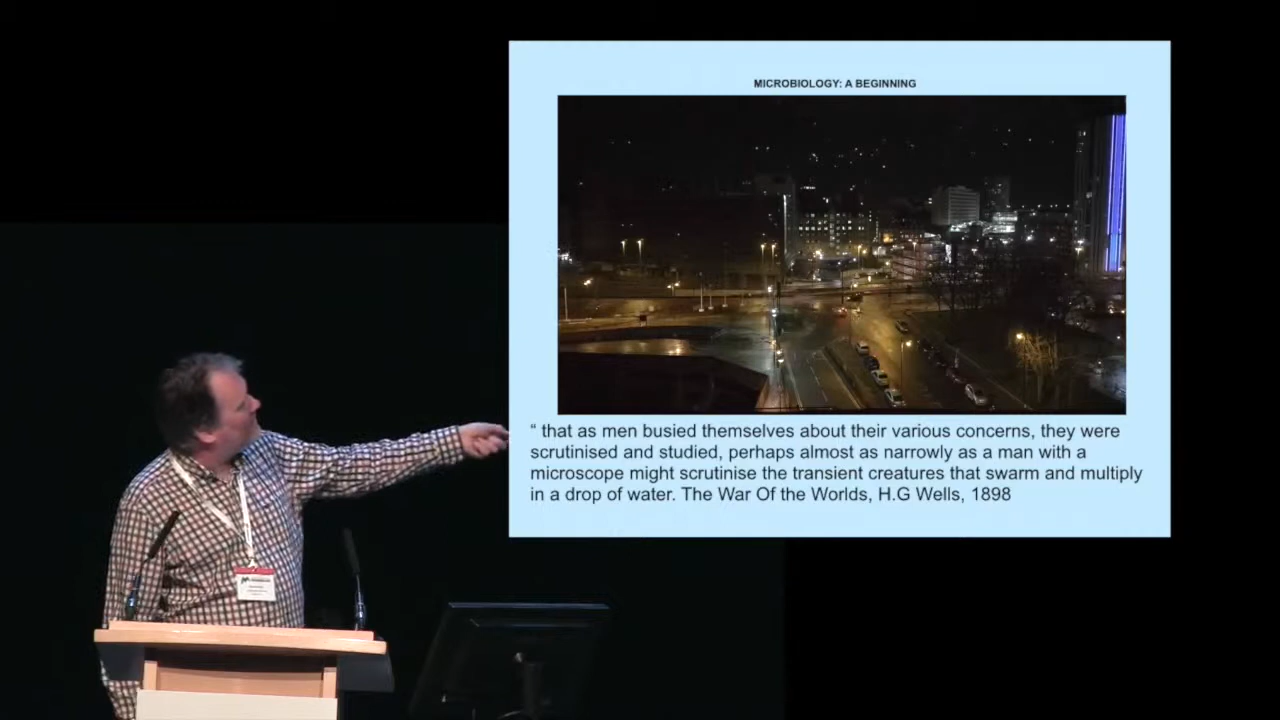 MICROBIOLOGY: A BEGINNING
“ that as men busied themselves about their various concerns, they were
scrutinised and studied, perhaps almost as narrowly as a man with a
microscope might scrutinise the transient creatures that swarm and multiply
in a drop of water. The War Of the Worlds, H.G Wells, 1898